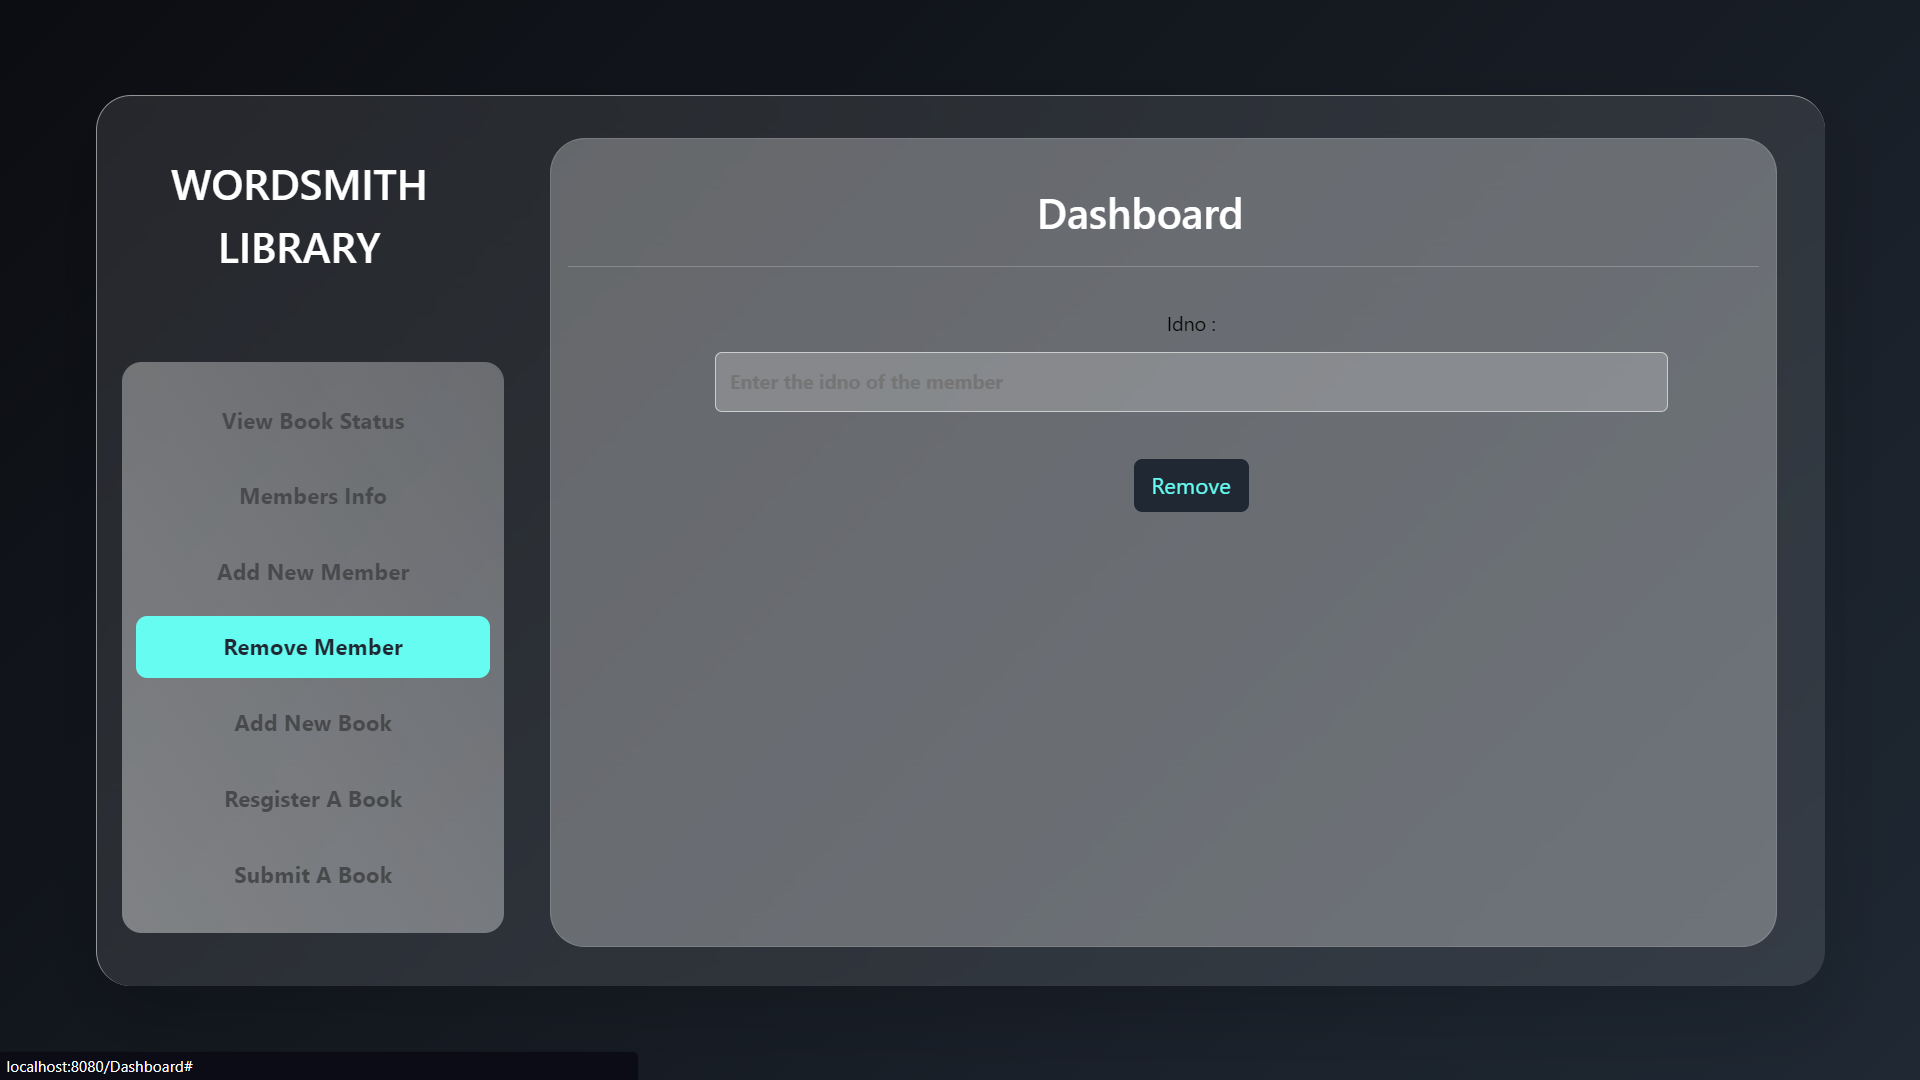 WORDSMITH
LIBRARY
View Book Status
Members Info
Add New Member
Remove Member
Add New Book
Resgister A Book
Submit A Book
Dashboard
Idno :
Enter the idno of the member
Remove
localhost:8080/Dashboard#